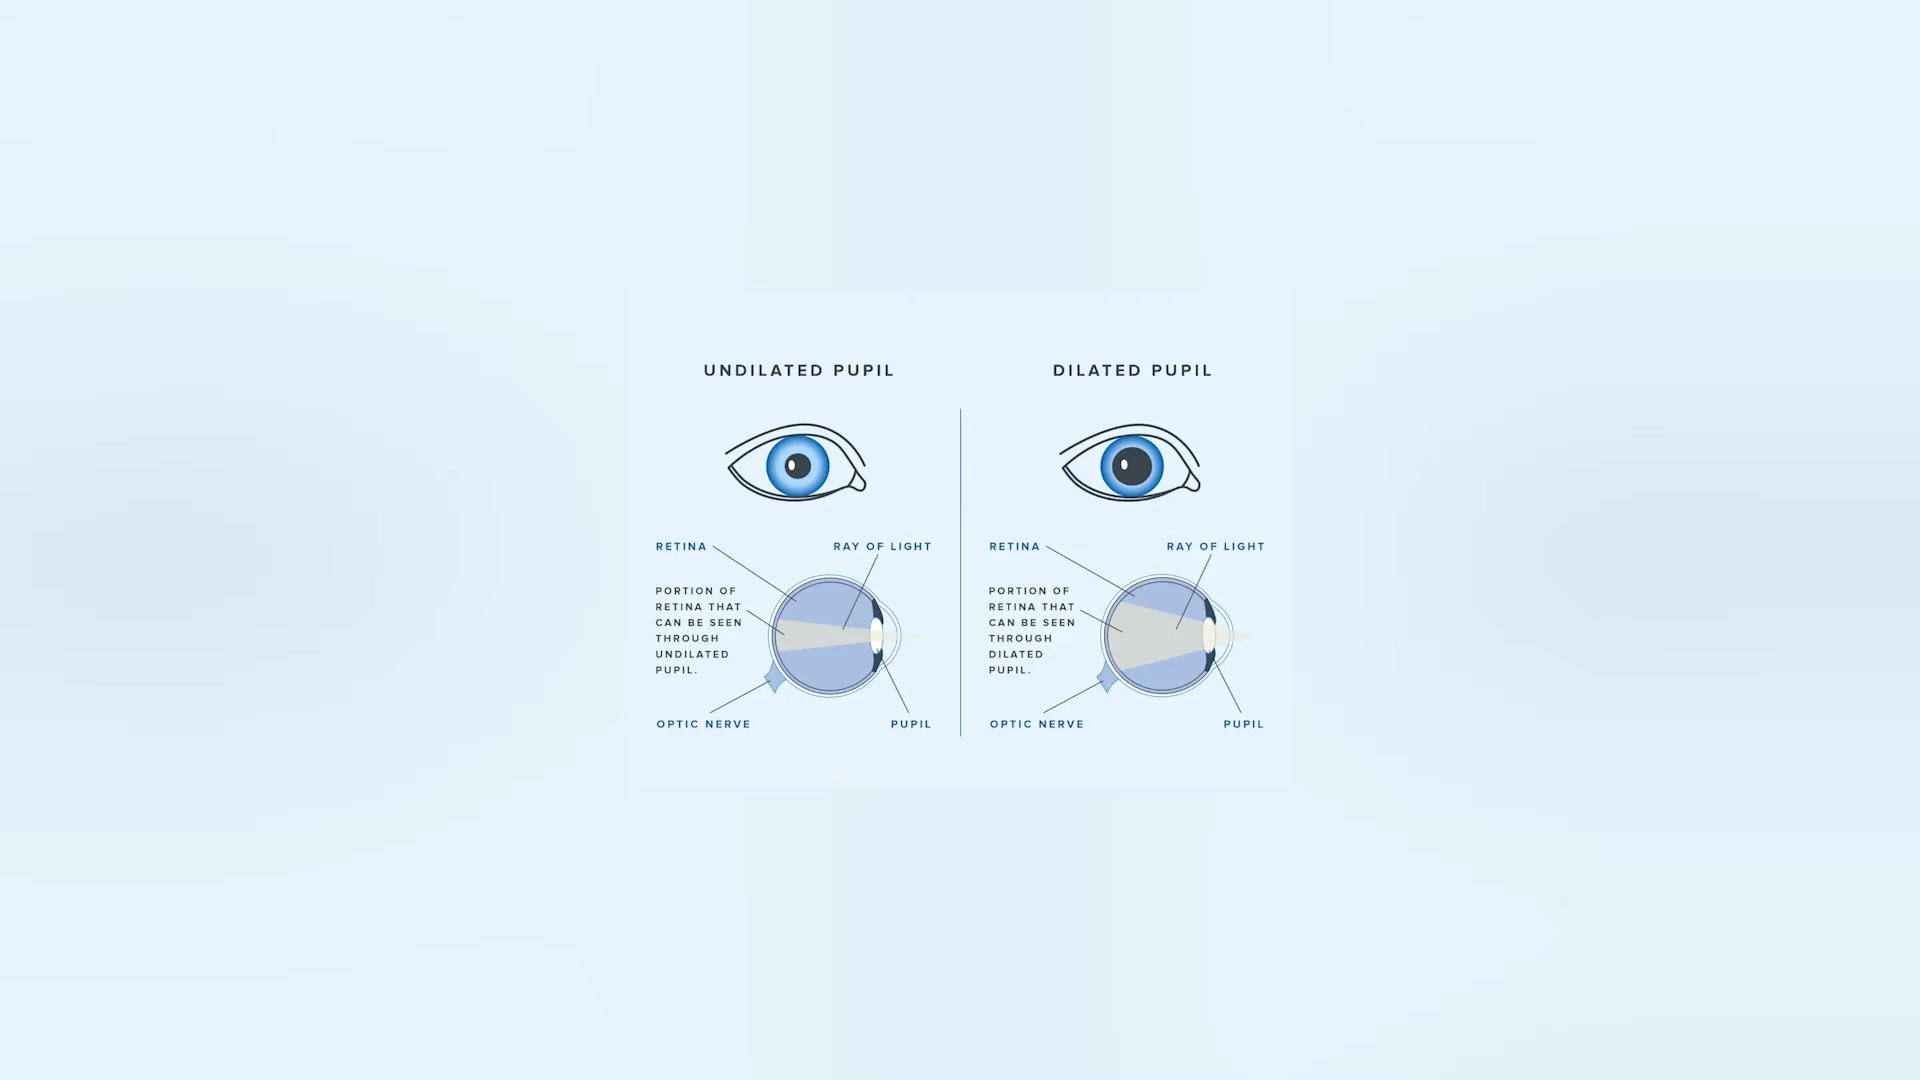 UNDILATED PUPIL
RETINA
RAY OF LIGHT
PORTION OF
RETINA THAT
CAN BE SEEN
THROUGH
UNDILATED
PUPIL.
OPTIC NERVE
PUPIL
DILATED PUPIL
RETINA
RAY OF LIGHT
PORTION OF
RETINA THAT
CAN BE SEEN
THROUGH
DILATED
PUPIL.
OPTIC NERVE
PUPIL